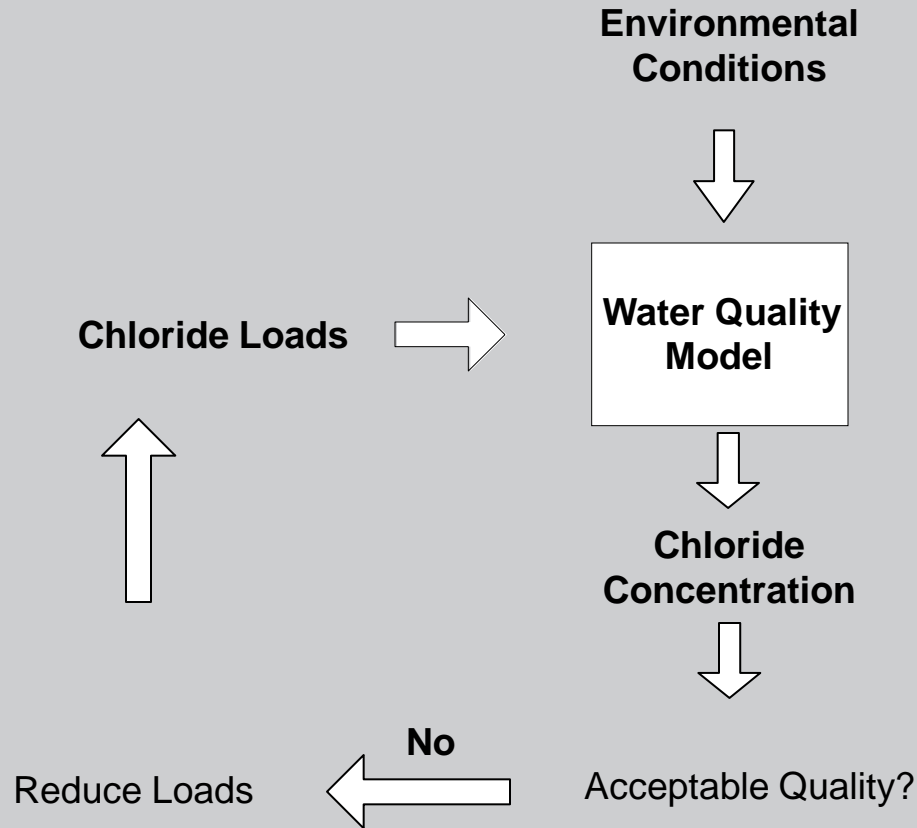 Environmental
Conditions
Chloride Loads
Water Quality
Model
Chloride
Concentration
No
Reduce Loads
Acceptable Quality?